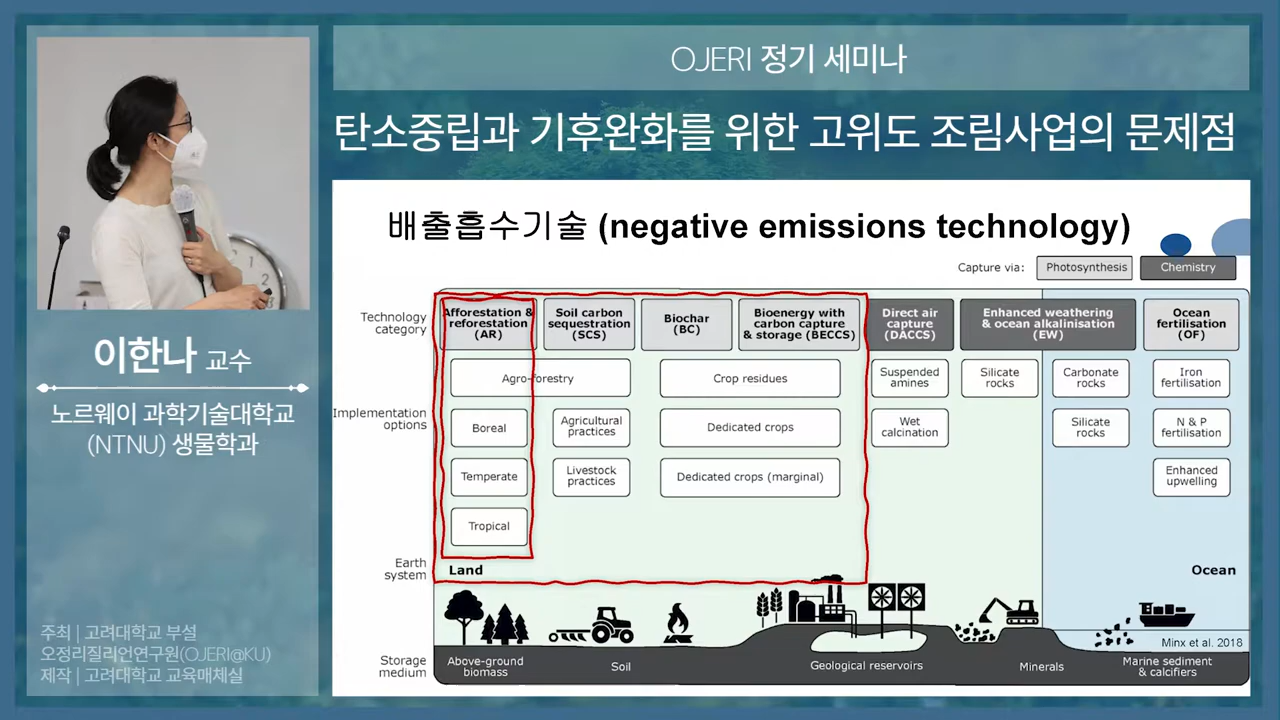 OJERI 정기 세미나
탄소중립과 기후완화를 위한 고위도 조림사업의 문제점
이한나 교수
노르웨이 과학기술대학교
(NTNU) 생물학과
주최 | 고려대학교 부설
오정리질리언연구원(OJERI@KU)
제작 | 고려대학교 교육매체실
배출흡수기술 (negative emissions technology)
Capture via: Photosynthesis Chemistry
Technology
category
Afforestation &
reforestation
(AR)
Soil carbon
sequestration
(SCS)
Biochar
(BC)
Bioenergy with
carbon capture
& storage (BECCS)
Direct air
capture
(DACCS)
Enhanced weathering
& ocean alkalinisation
(EW)
Ocean
fertilisation
(OF)
Implementation
options
Agro-forestry
Crop residues
Suspended
amines
Silicate
rocks
Carbonate
rocks
Iron
fertilisation
Boreal
Agricultural
practices
Dedicated crops
Wet
calcination
Silicate
rocks
N & P
fertilisation
Temperate
Livestock
practices
Dedicated crops (marginal)
Enhanced
upwelling
Tropical
Earth
system
Land
Ocean
Minx et al. 2018
Storage
medium
Above-ground
biomass
Soil
Geological reservoirs
Minerals
Marine sediment
& calcifiers